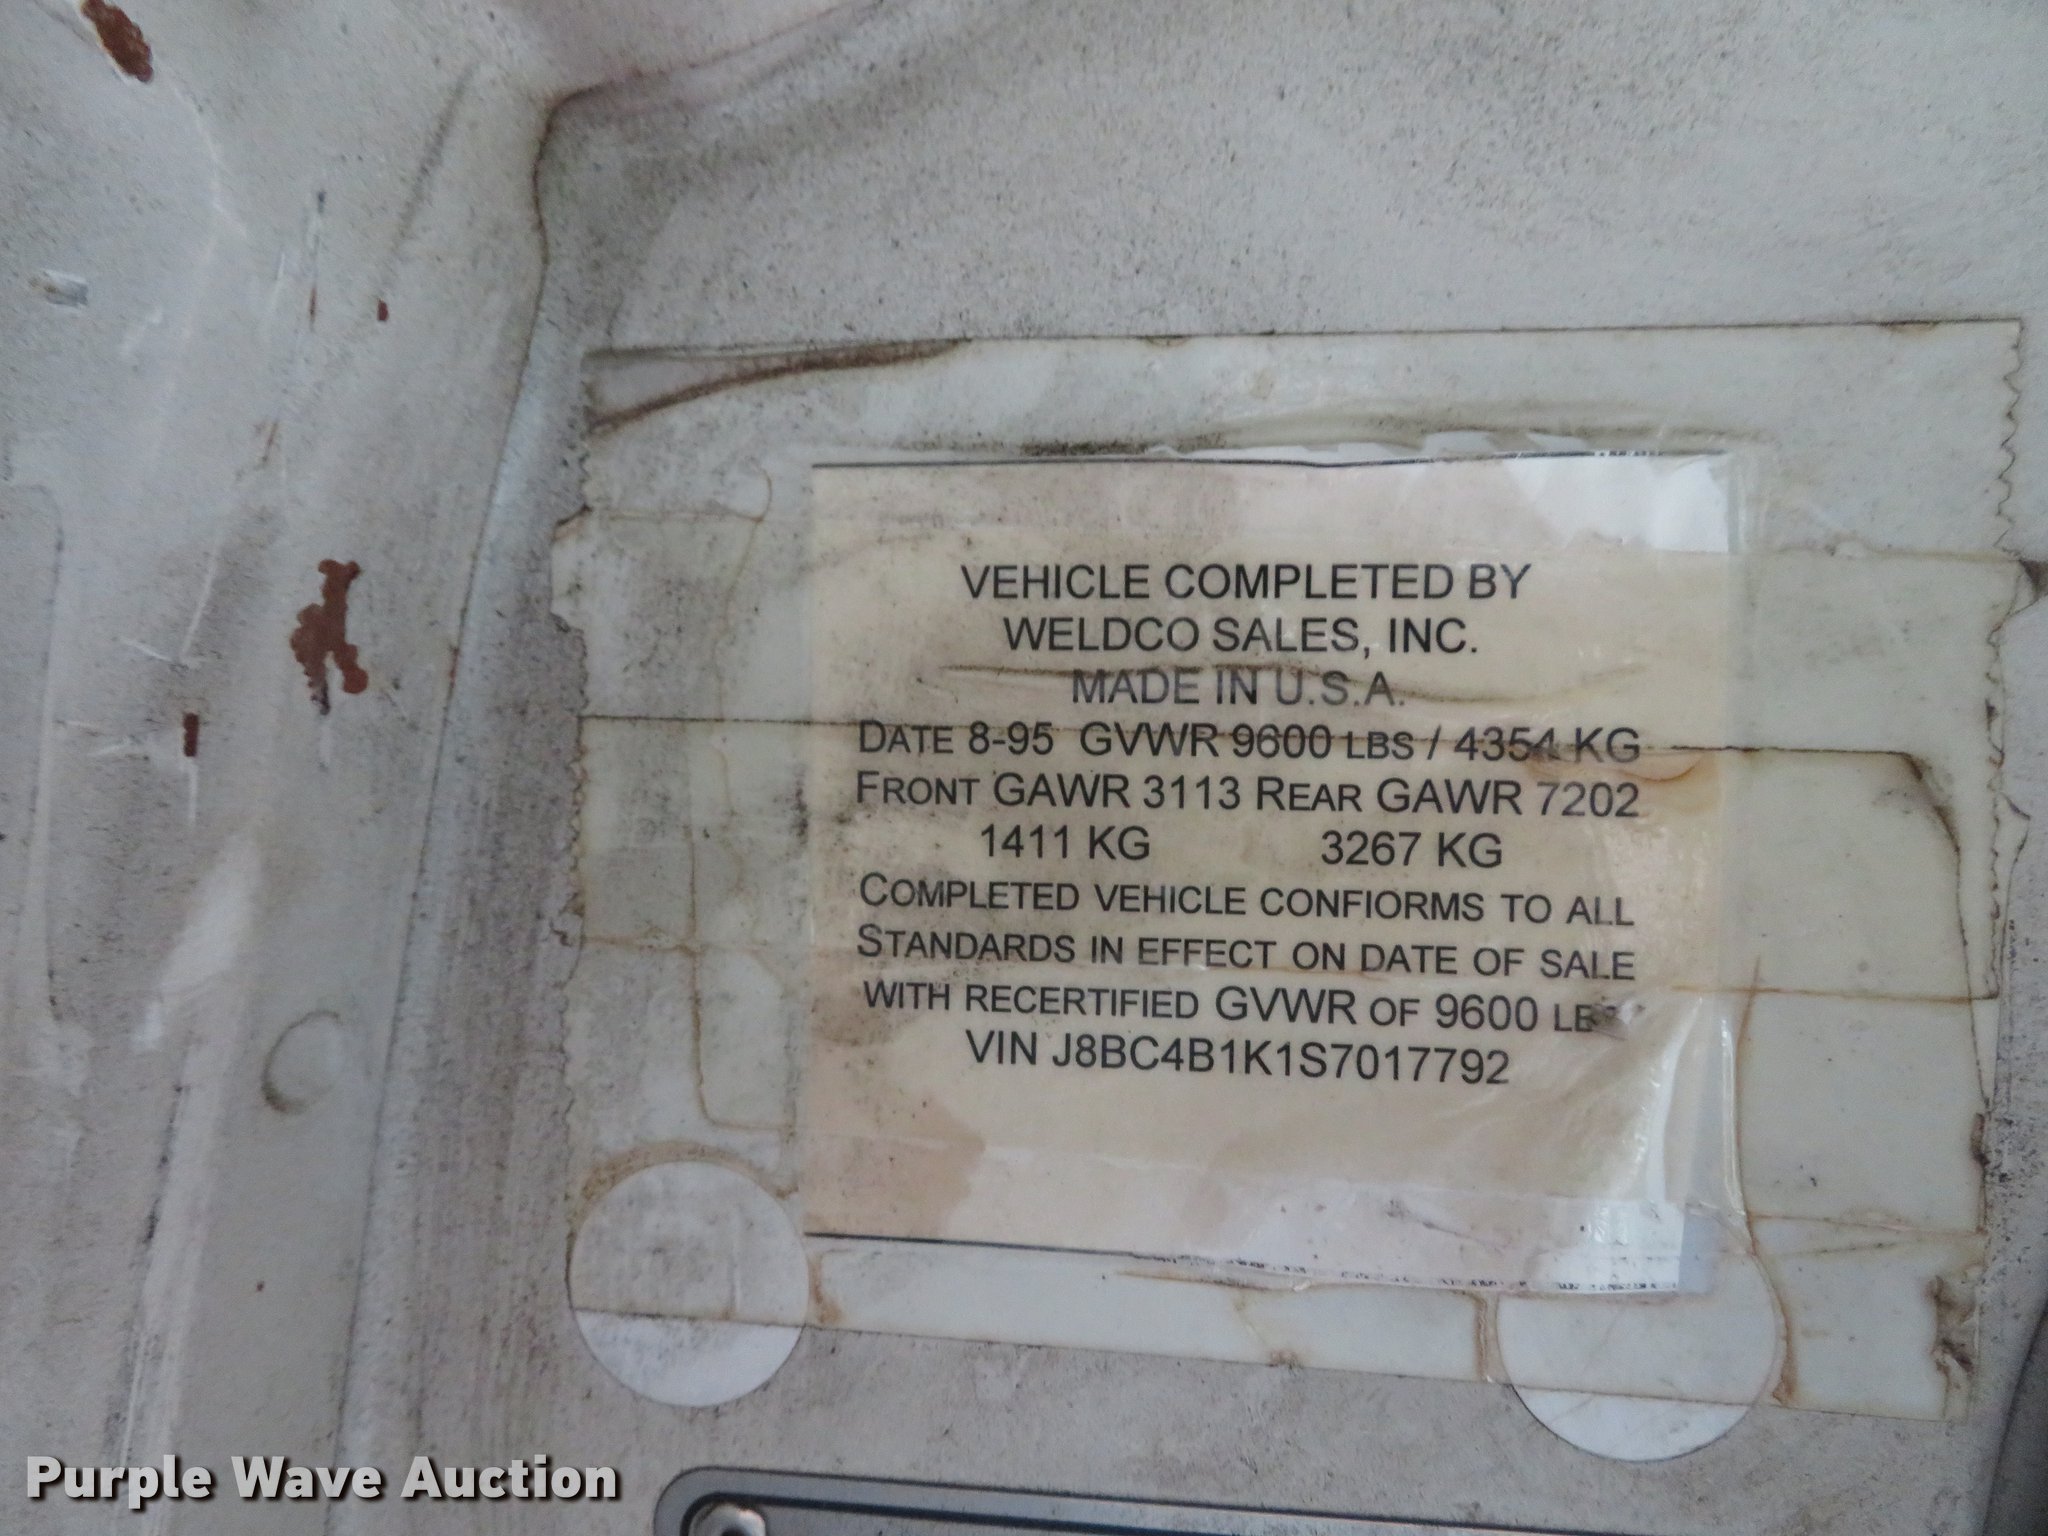 VEHICLE COMPLETED BY
WELDCO SALES, INC.
MADE IN U.S.A.
DATE 8-95 GVWR 9600 LBS / 4354 KG
FRONT GAWR 3113 REAR GAWR 7202
1411 KG 3267 KG
COMPLETED VEHICLE CONFIORMS TO ALL
STANDARDS IN EFFECT ON DATE OF SALE
WITH RECERTIFIED GVWR OF 9600 LBS
VIN J8BC4B1K1S7017792
Purple Wave Auction